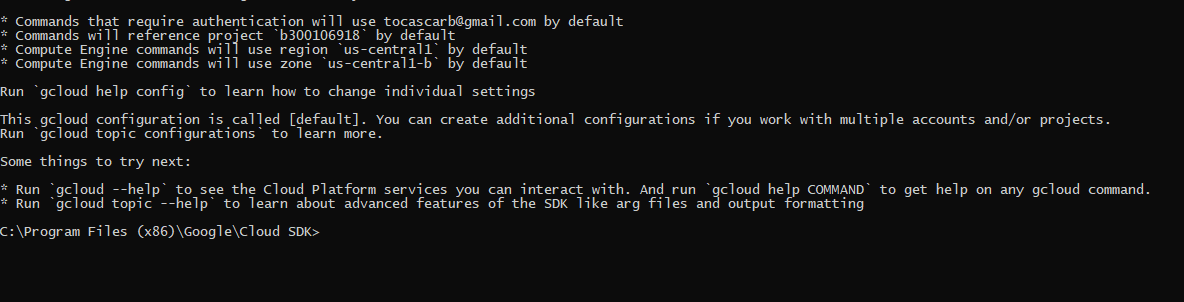 * Commands that require authentication will use tocascarb@gmail.com by default
* Commands will reference project `b300106918` by default
* Compute Engine commands will use region `us-central1` by default
* Compute Engine commands will use zone `us-central1-b` by default
Run `gcloud help config` to learn how to change individual settings
This gcloud configuration is called [default]. You can create additional configurations if you work with multiple accounts and/or projects.
Run `gcloud topic configurations` to learn more.
Some things to try next:
* Run `gcloud --help` to see the Cloud Platform services you can interact with. And run `gcloud help COMMAND` to get help on any gcloud command.
* Run `gcloud topic --help` to learn about advanced features of the SDK like arg files and output formatting
C:\Program Files (x86)\Google\Cloud SDK>